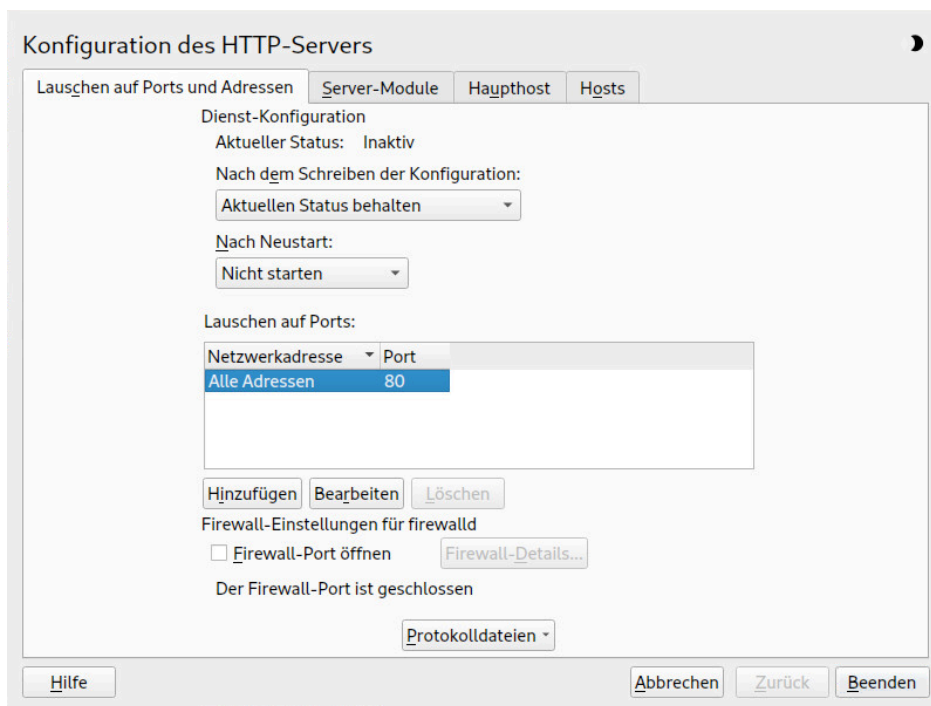 Konfiguration des HTTP-Servers
Lauschen auf Ports und Adressen Server-Module Haupthost Hosts
Dienst-Konfiguration
Aktueller Status: Inaktiv
Nach dem Schreiben der Konfiguration:
Aktuellen Status behalten
Nach Neustart:
Nicht starten
Lauschen auf Ports:
Netzwerkadresse Port
Alle Adressen 80
Hinzufügen Bearbeiten Löschen
Firewall-Einstellungen für firewalld
Firewall-Port öffnen Firewall-Details...
Der Firewall-Port ist geschlossen
Protokolldateien
Hilfe Abbrechen Zurück Beenden